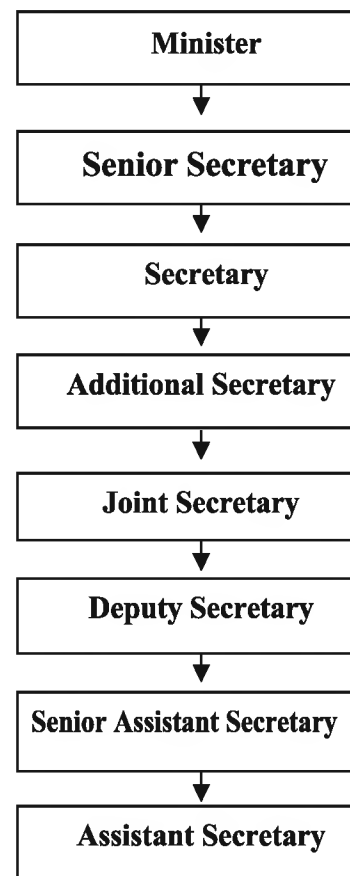 Minister
Senior Secretary
Secretary
Additional Secretary
Joint Secretary
Deputy Secretary
Senior Assistant Secretary
Assistant Secretary